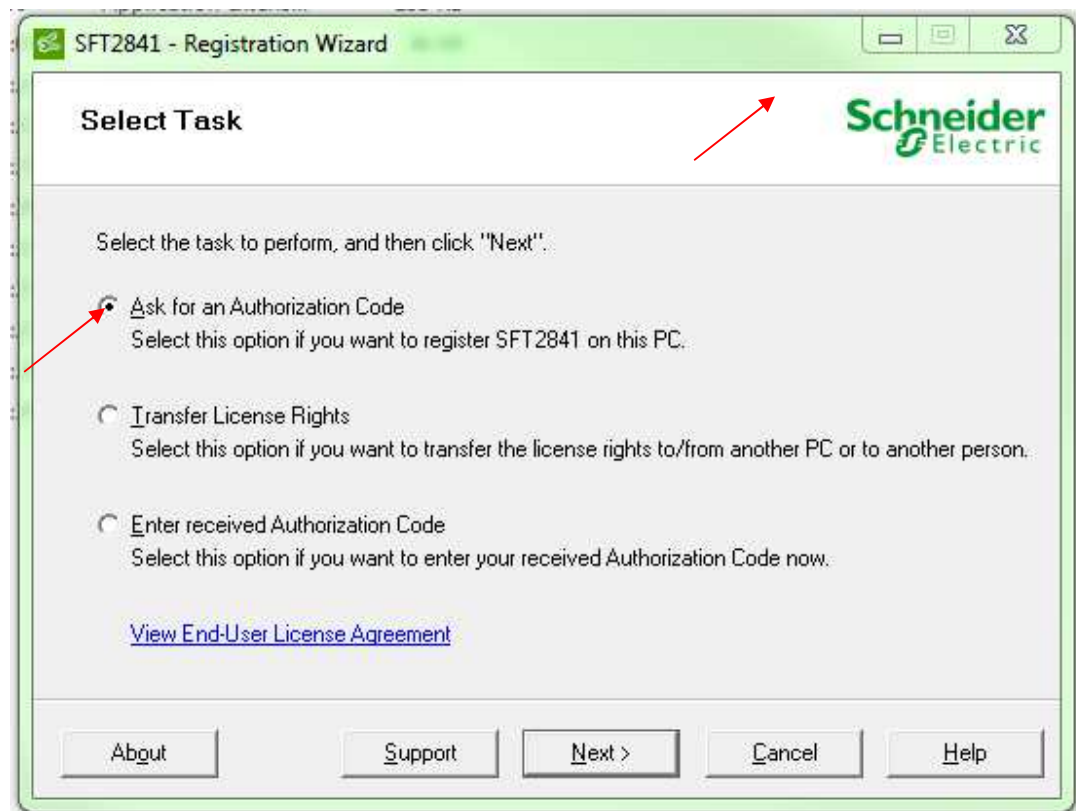 SFT2841 - Registration Wizard
Select Task
Schneider
Electric
Select the task to perform, and then click "Next".
Ask for an Authorization Code
Select this option if you want to register SFT2841 on this PC.
Transfer License Rights
Select this option if you want to transfer the license rights to/from another PC or to another person.
Enter received Authorization Code
Select this option if you want to enter your received Authorization Code now.
View End-User License Agreement
About Support Next > Cancel Help